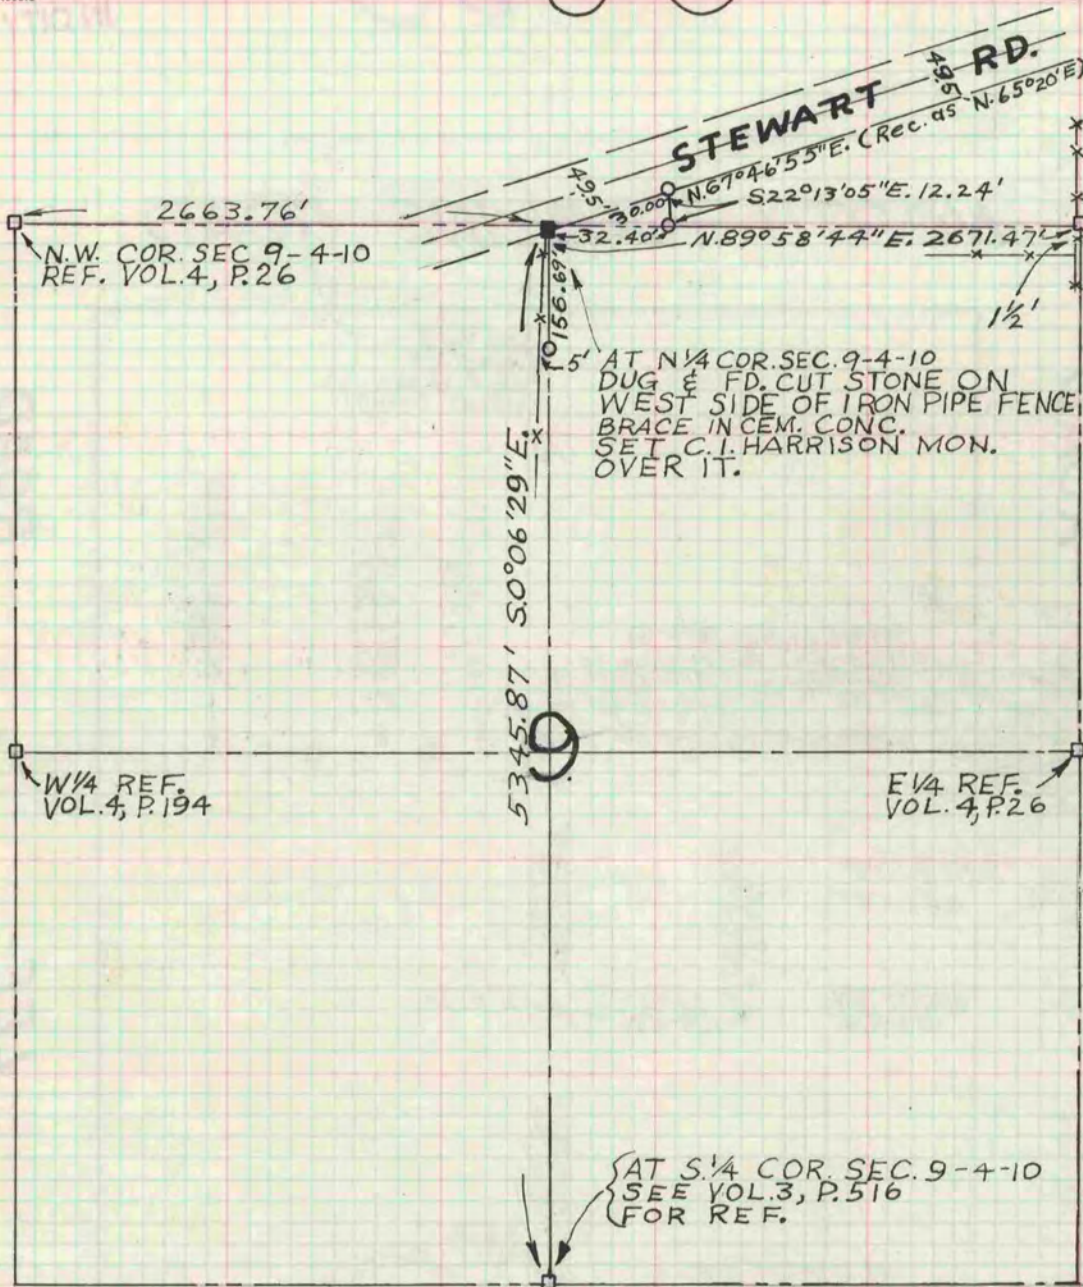 STEWART RD.
49.5'
49.5'
N.67°46'55"E. (Rec. as N.65°20'E)
30.00'
S22°13'05"E. 12.24'
2663.76'
32.40'
N.89°58'44"E. 2671.47'
N.W. COR. SEC 9-4-10
REF. VOL.4, P.26
156.69'
1½'
5'
AT N¼ COR. SEC. 9-4-10
DUG & FD. CUT STONE ON
WEST SIDE OF IRON PIPE FENCE
BRACE IN CEM. CONC.
SET C.I. HARRISON MON.
OVER IT.
5345.87' S.0°06'29"E.
9
W¼ REF.
VOL.4, P.194
E¼ REF.
VOL.4, P.26
AT S.¼ COR. SEC. 9-4-10
SEE VOL.3, P.516
FOR REF.